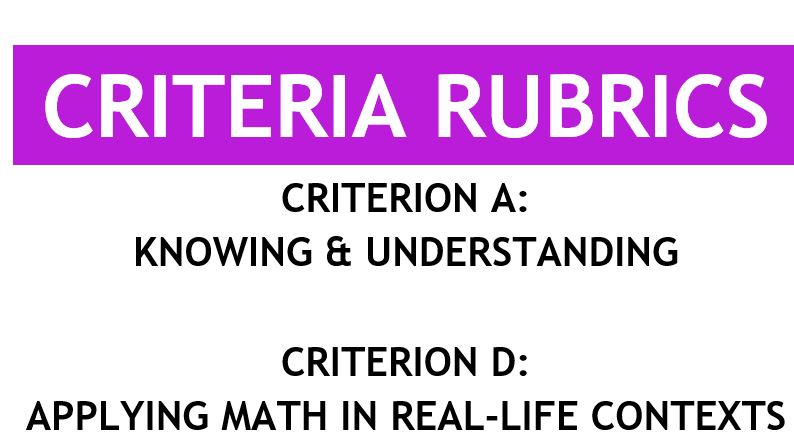 CRITERIA RUBRICS
CRITERION A:
KNOWING & UNDERSTANDING
CRITERION D:
APPLYING MATH IN REAL-LIFE CONTEXTS